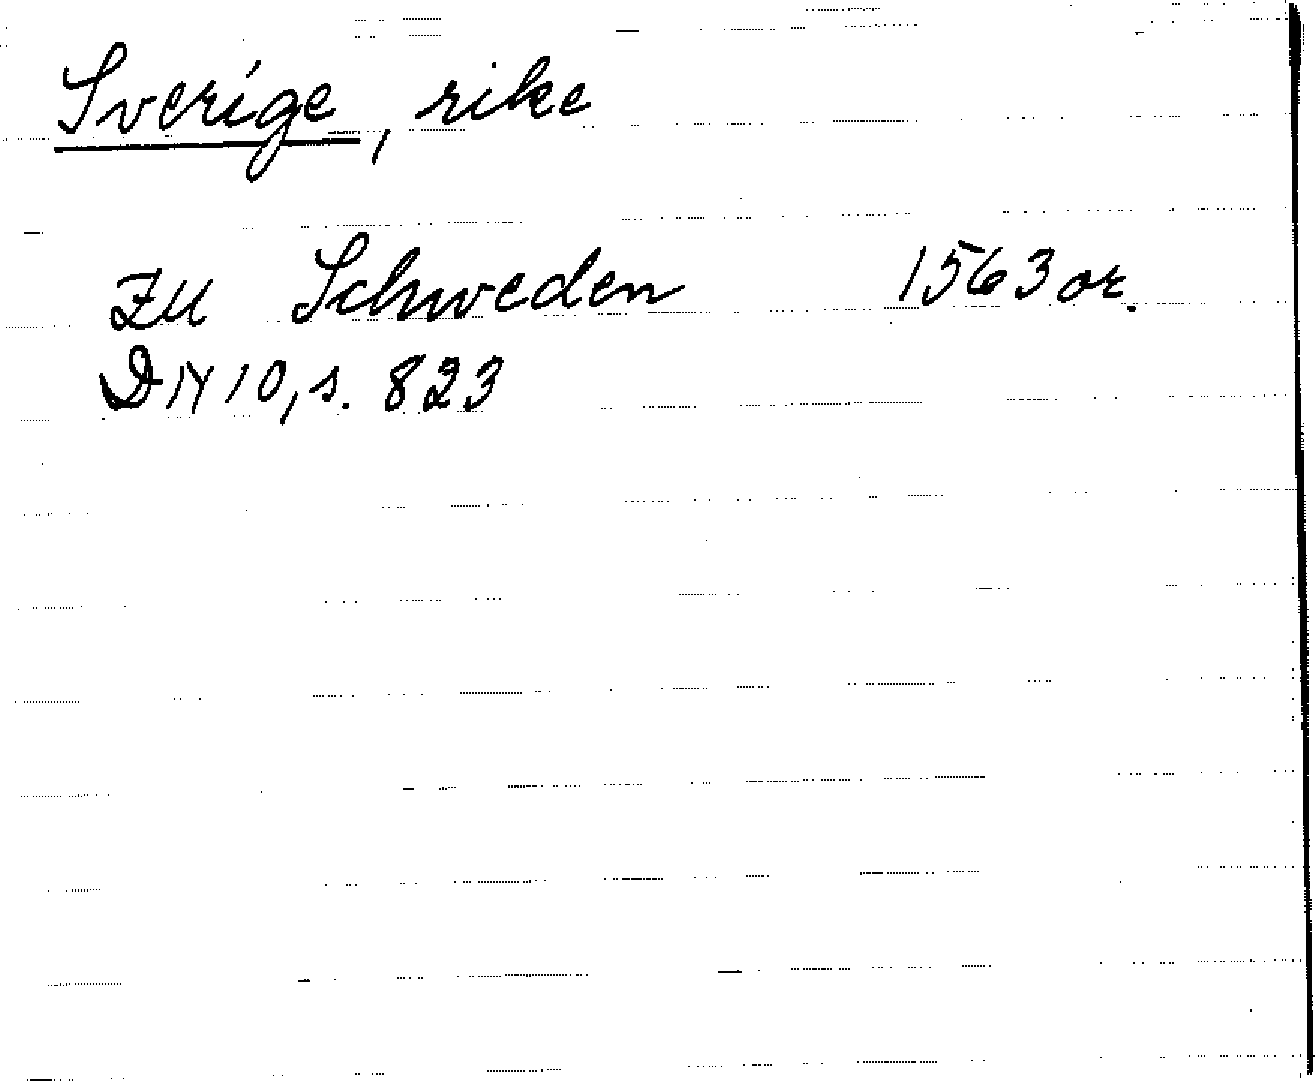 Sverige, rike
zu Schweden 1563 or.
DN 10, s. 823